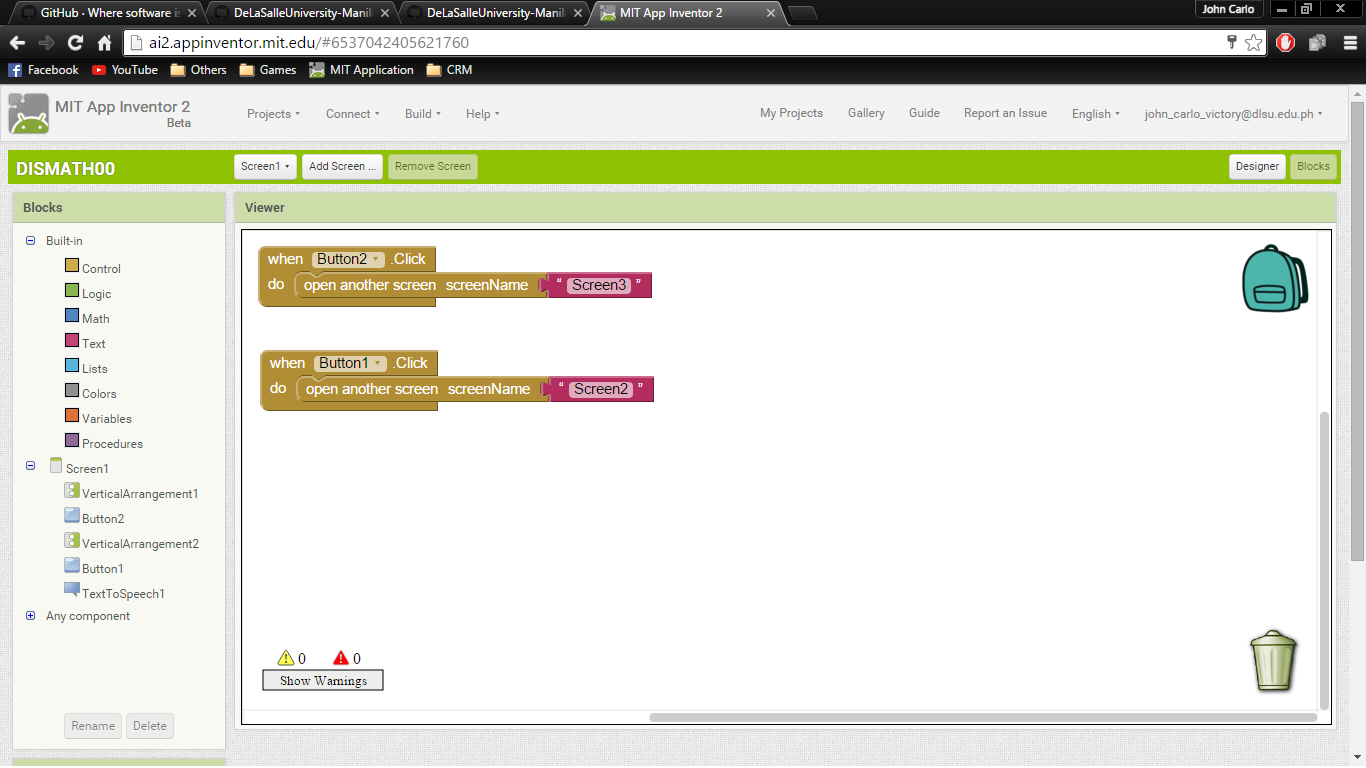 GitHub · Where software is
DeLaSalleUniversity-Manil
DeLaSalleUniversity-Manil
MIT App Inventor 2
John Carlo
ai2.appinventor.mit.edu/#6537042405621760
Facebook YouTube Others Games MIT Application CRM
MIT App Inventor 2
Beta
Projects Connect Build Help My Projects Gallery Guide Report an Issue English john_carlo_victory@dlsu.edu.ph
DISMATH00 Screen1 Add Screen ... Remove Screen Designer Blocks
Blocks
Built-in
Control
Logic
Math
Text
Lists
Colors
Variables
Procedures
Screen1
VerticalArrangement1
Button2
VerticalArrangement2
Button1
TextToSpeech1
Any component
Rename Delete
Viewer
when Button2 .Click
do open another screen screenName " Screen3 "
when Button1 .Click
do open another screen screenName " Screen2 "
0 0
Show Warnings